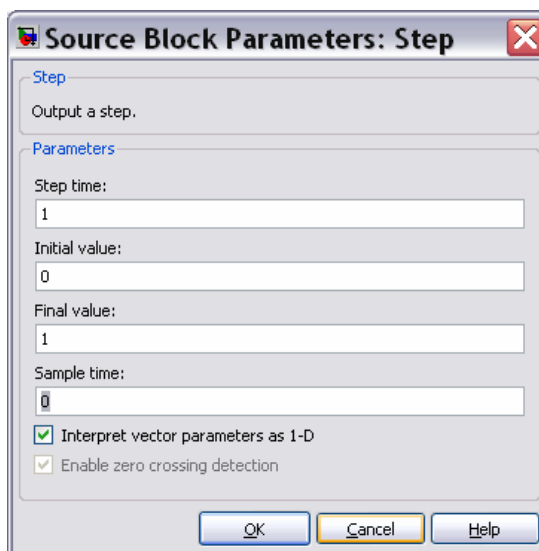 Source Block Parameters: Step
Step
Output a step.
Parameters
Step time:
1
Initial value:
0
Final value:
1
Sample time:
0
Interpret vector parameters as 1-D
Enable zero crossing detection
OK Cancel Help